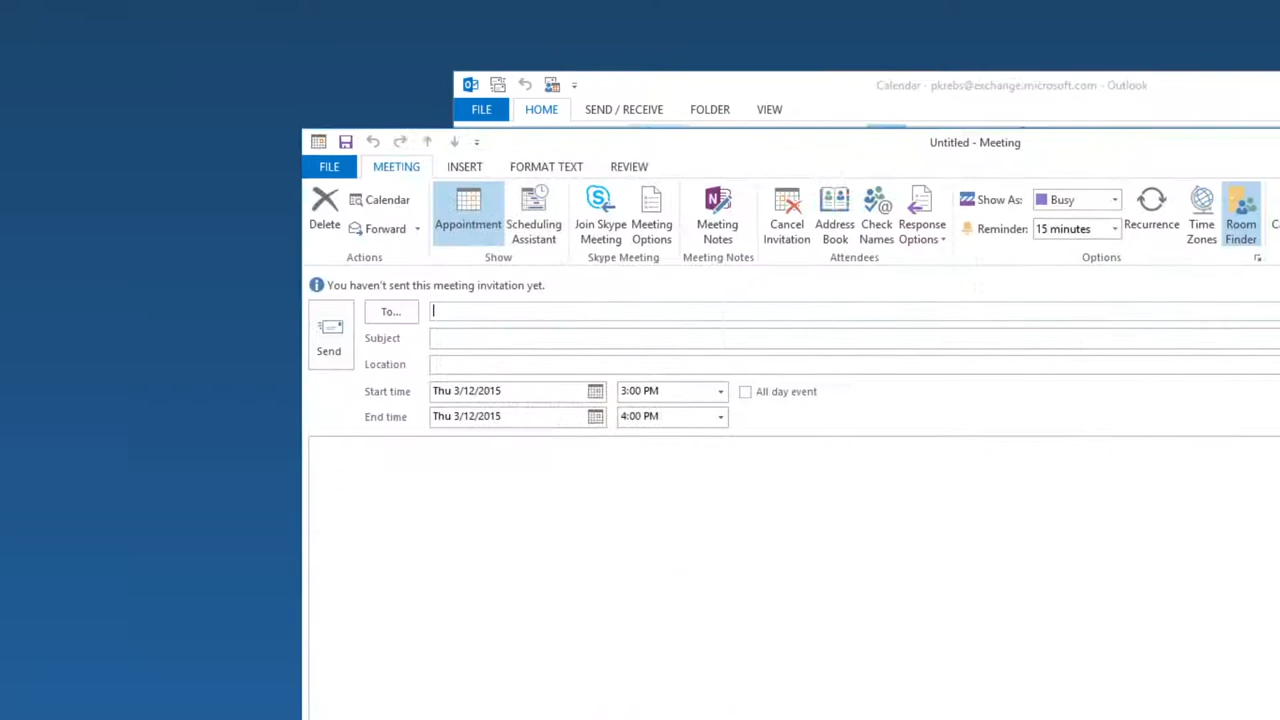 Calendar - pkrebs@exchange.microsoft.com - Outlook
FILE HOME SEND / RECEIVE FOLDER VIEW
Untitled - Meeting
FILE MEETING INSERT FORMAT TEXT REVIEW
Delete
Calendar
Forward
Actions
Appointment
Scheduling
Assistant
Show
Join Skype
Meeting
Meeting
Options
Skype Meeting
Meeting
Notes
Meeting Notes
Cancel
Invitation
Address
Book
Check
Names
Response
Options
Attendees
Show As: Busy
Reminder: 15 minutes
Recurrence
Time
Zones
Room
Finder
Options
You haven't sent this meeting invitation yet.
Send
To...
Subject
Location
Start time Thu 3/12/2015 3:00 PM All day event
End time Thu 3/12/2015 4:00 PM